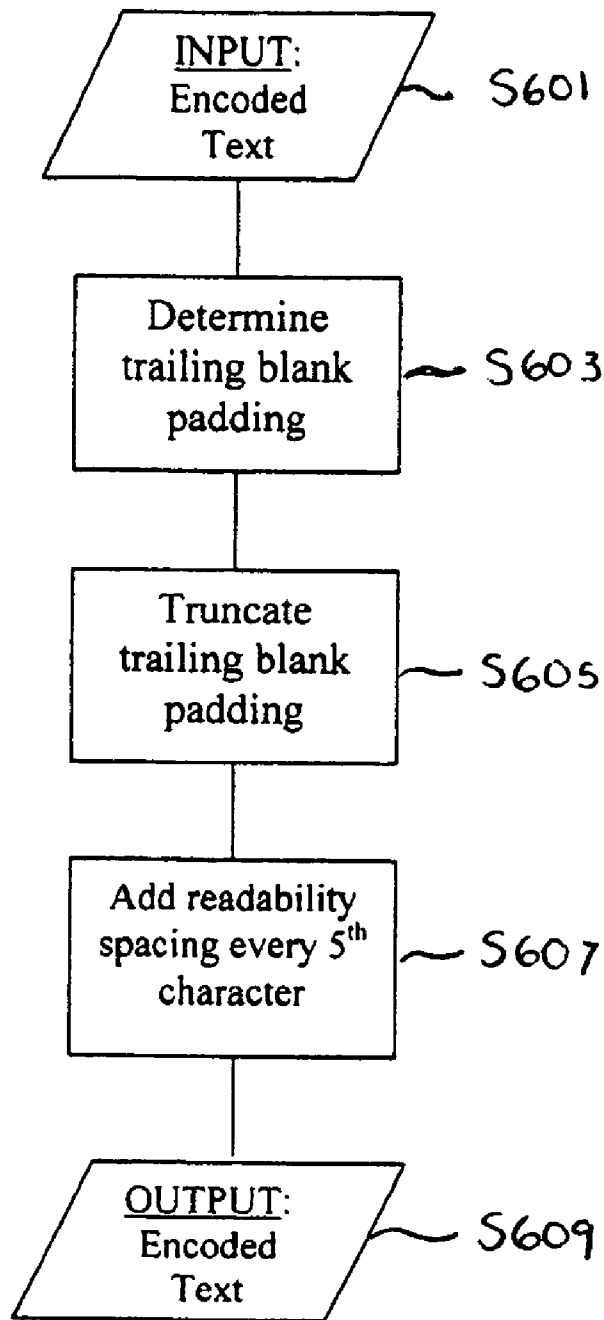 INPUT:
Encoded
Text
S601
Determine
trailing blank
padding
S603
Truncate
trailing blank
padding
S605
Add readability
spacing every 5th
character
S607
OUTPUT:
Encoded
Text
S609